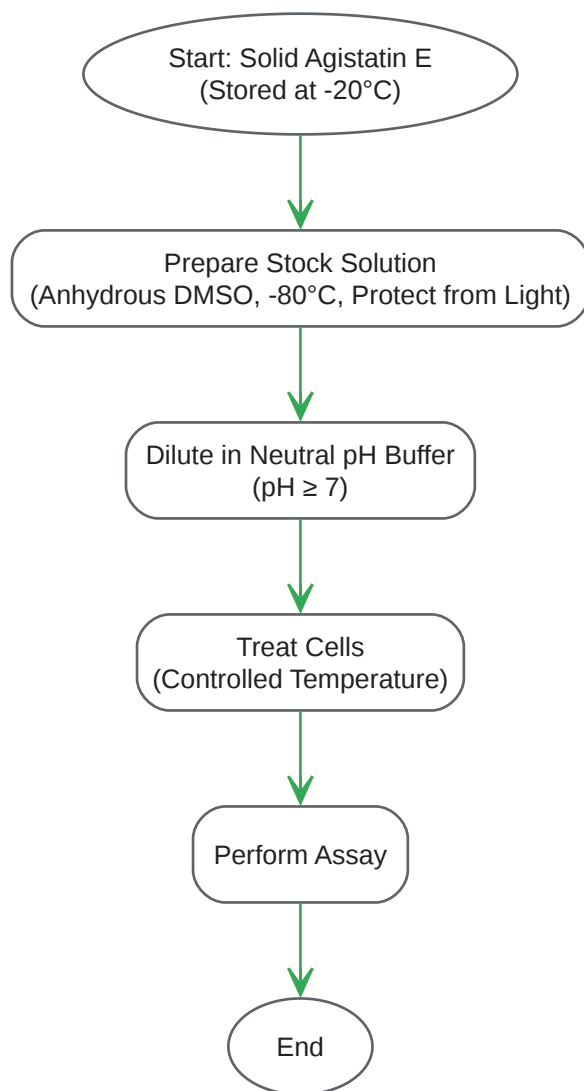 Start: Solid Agistatin E
(Stored at -20°C)
Prepare Stock Solution
(Anhydrous DMSO, -80°C, Protect from Light)
Dilute in Neutral pH Buffer
(pH ≥ 7)
Treat Cells
(Controlled Temperature)
Perform Assay
End